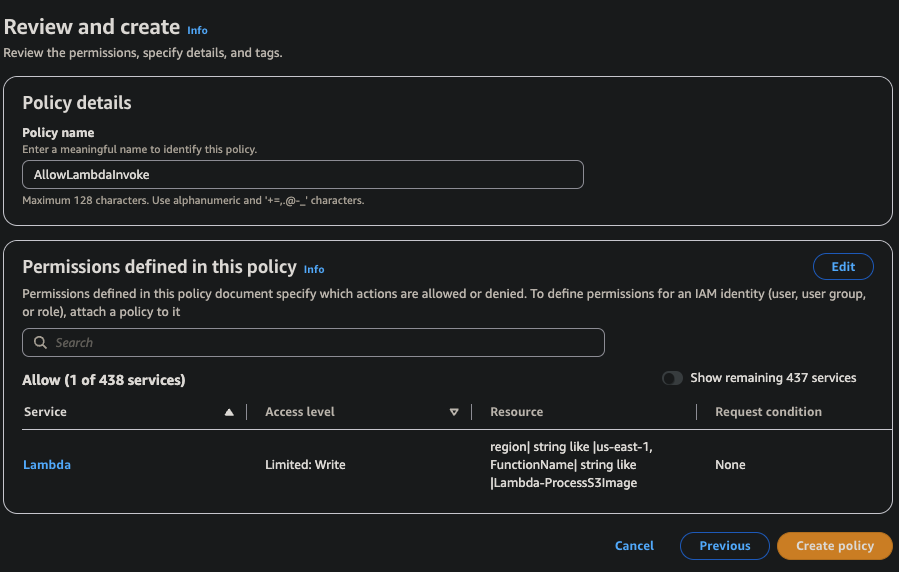 Review and create Info
Review the permissions, specify details, and tags.
Policy details
Policy name
Enter a meaningful name to identify this policy.
AllowLambdaInvoke
Maximum 128 characters. Use alphanumeric and '+=,.@-_' characters.
Permissions defined in this policy Info
Edit
Permissions defined in this policy document specify which actions are allowed or denied. To define permissions for an IAM identity (user, user group,
or role), attach a policy to it
Search
Allow (1 of 438 services)
Show remaining 437 services
Service Access level Resource Request condition
Lambda Limited: Write
region| string like |us-east-1,
FunctionName| string like
|Lambda-ProcessS3Image
None
Cancel Previous Create policy